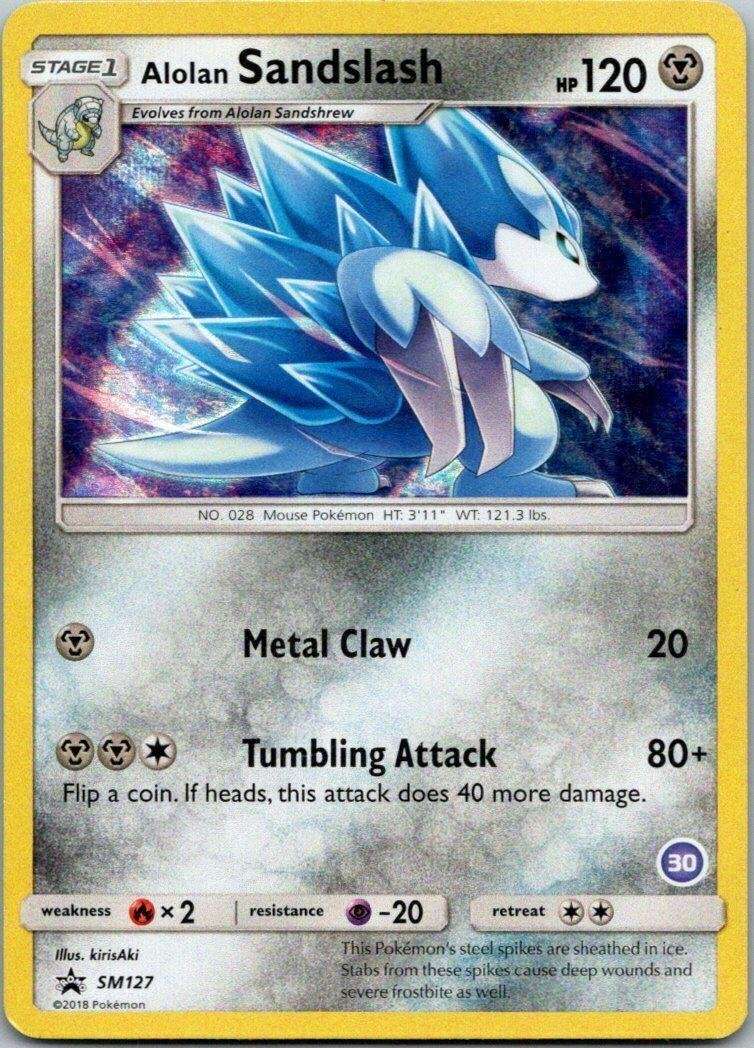 STAGE1
Alolan Sandslash
HP120
Evolves from Alolan Sandshrew
NO. 028 Mouse Pokémon HT: 3'11" WT: 121.3 lbs.
Metal Claw 20
Tumbling Attack 80+
Flip a coin. If heads, this attack does 40 more damage.
30
weakness ×2 resistance -20 retreat
Illus. kirisAki
SM127
©2018 Pokémon
This Pokémon's steel spikes are sheathed in ice.
Stabs from these spikes cause deep wounds and
severe frostbite as well.